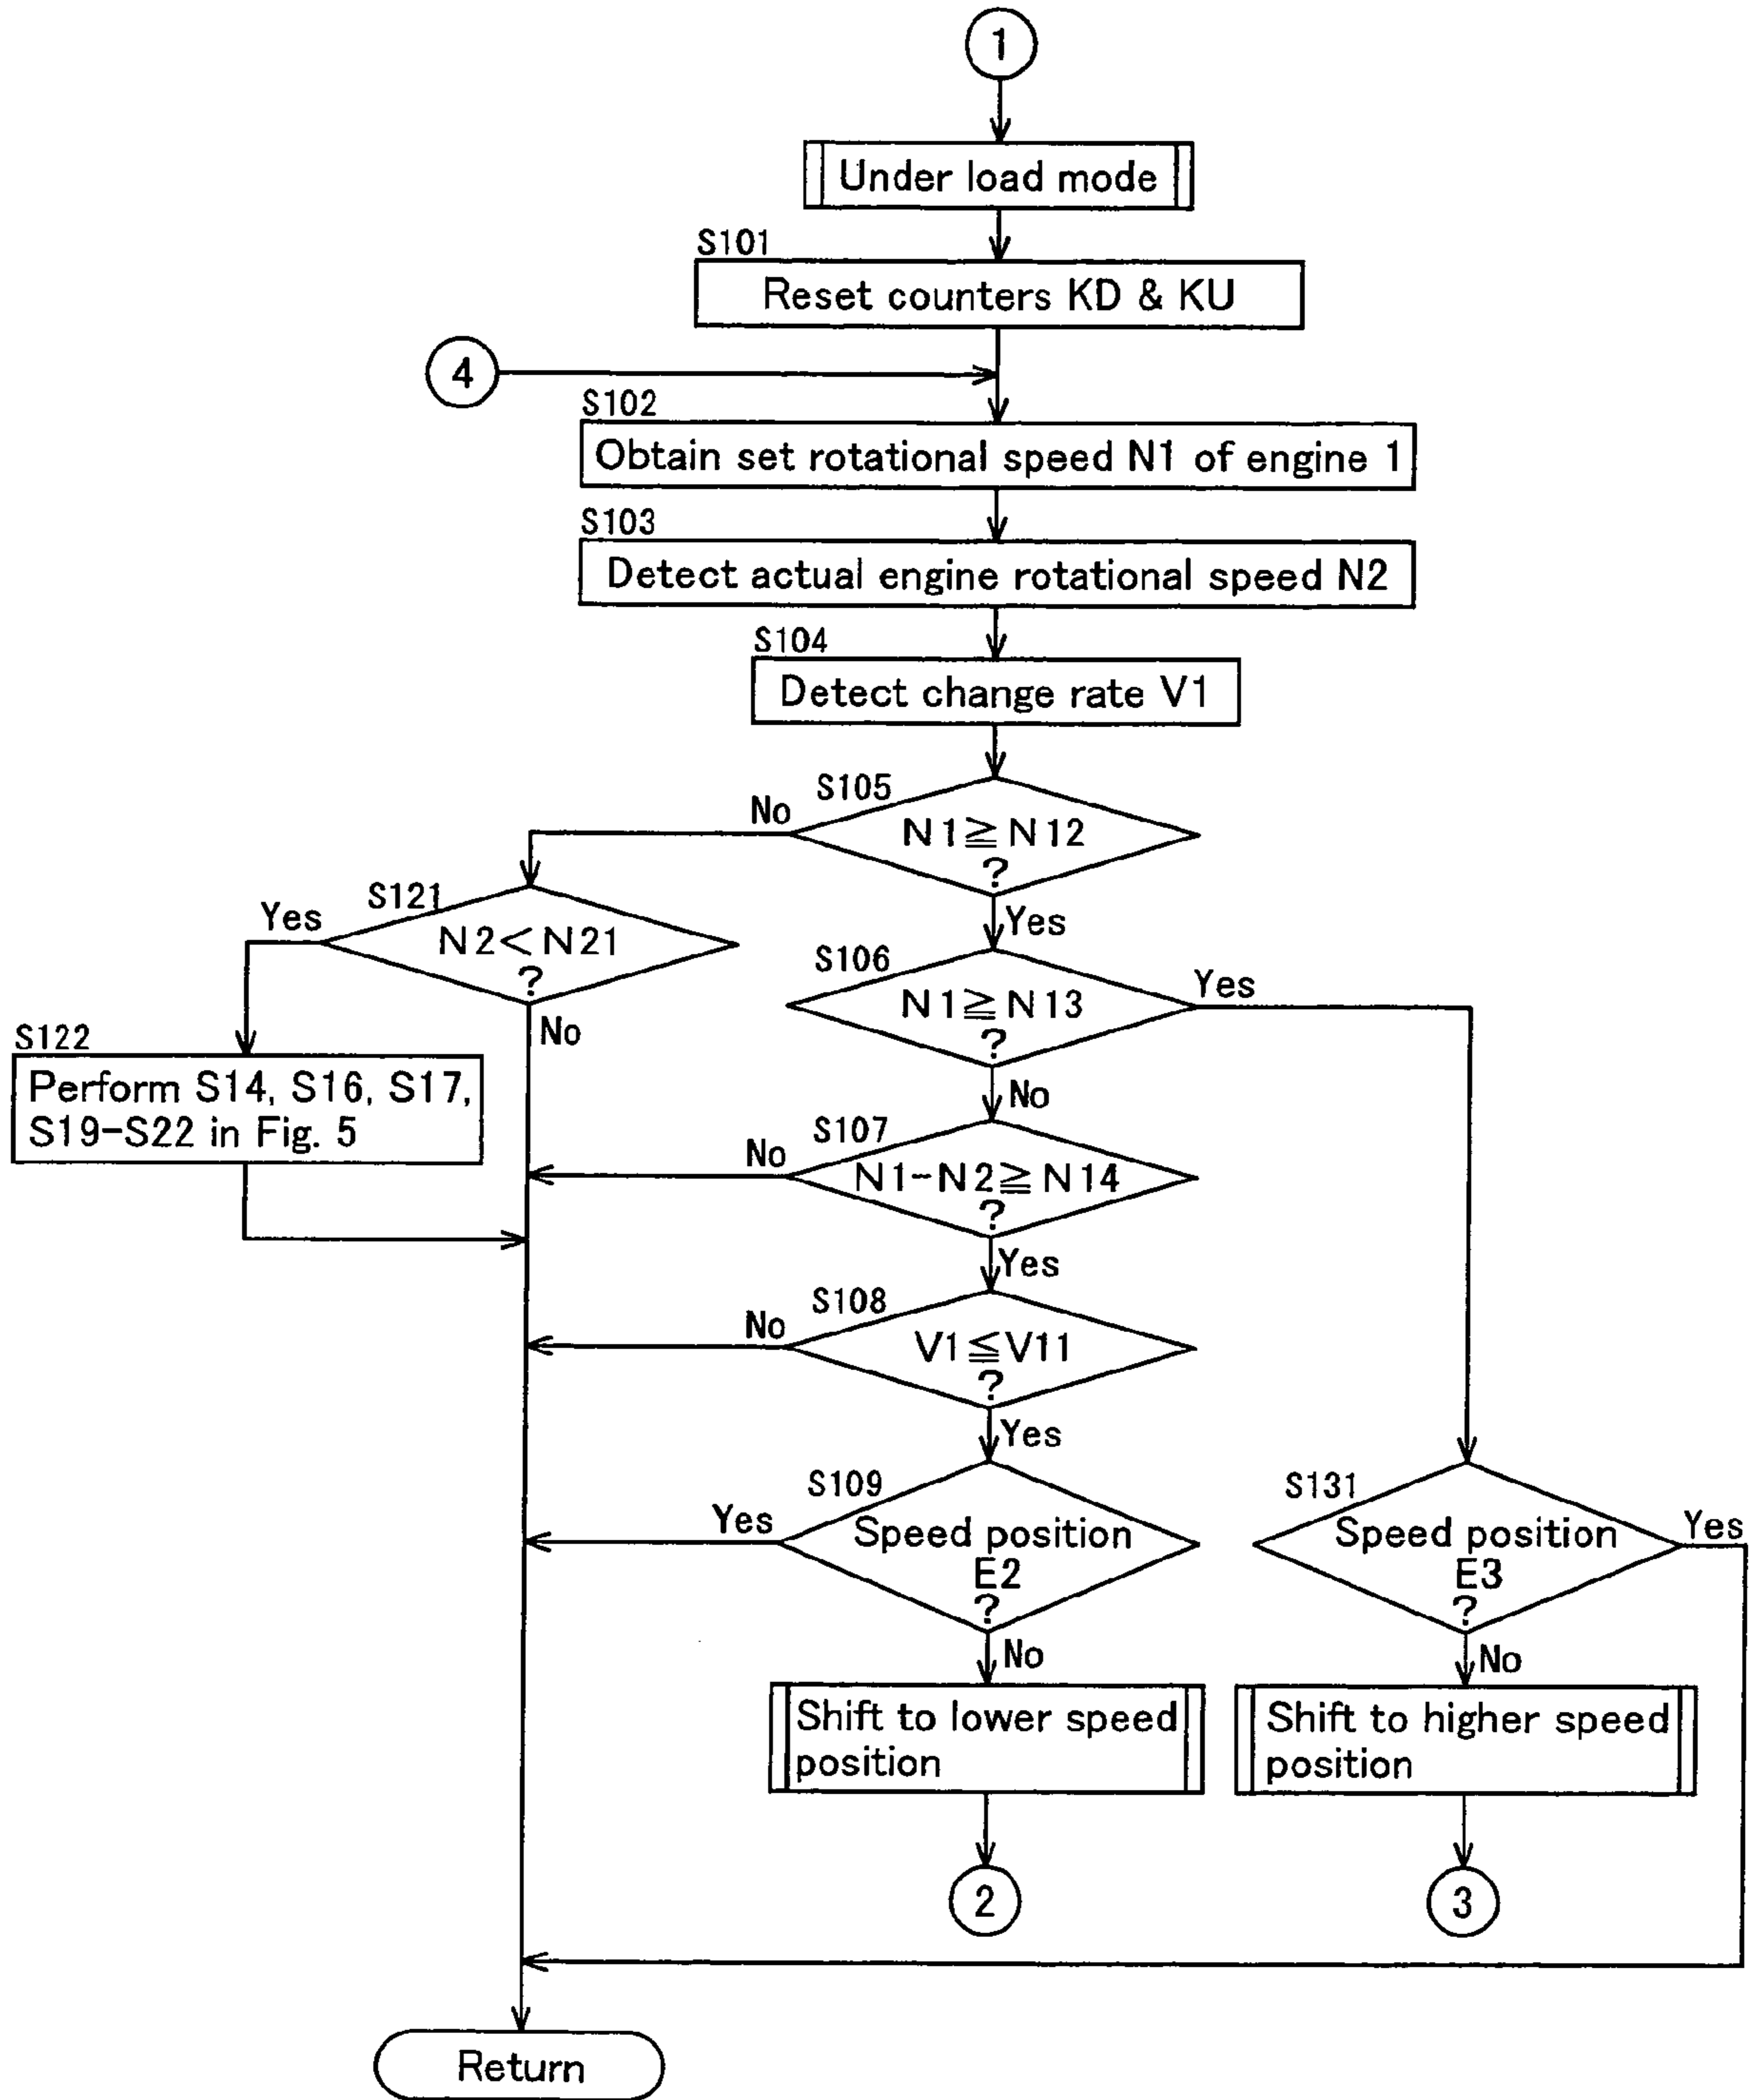 1
Under load mode
S101
Reset counters KD & KU
4
S102
Obtain set rotational speed N1 of engine 1
S103
Detect actual engine rotational speed N2
S104
Detect change rate V1
S105
No
N1≧N12
?
Yes
S121
Yes
N2<N21
?
No
S106
Yes
N1≧N13
?
No
S122
Perform S14, S16, S17,
S19-S22 in Fig. 5
S107
No
N1-N2≧N14
?
Yes
S108
No
V1≦V11
?
Yes
S109
Yes
Speed position
E2
?
No
S131
Yes
Speed position
E3
?
No
Shift to lower speed
position
Shift to higher speed
position
2
3
Return